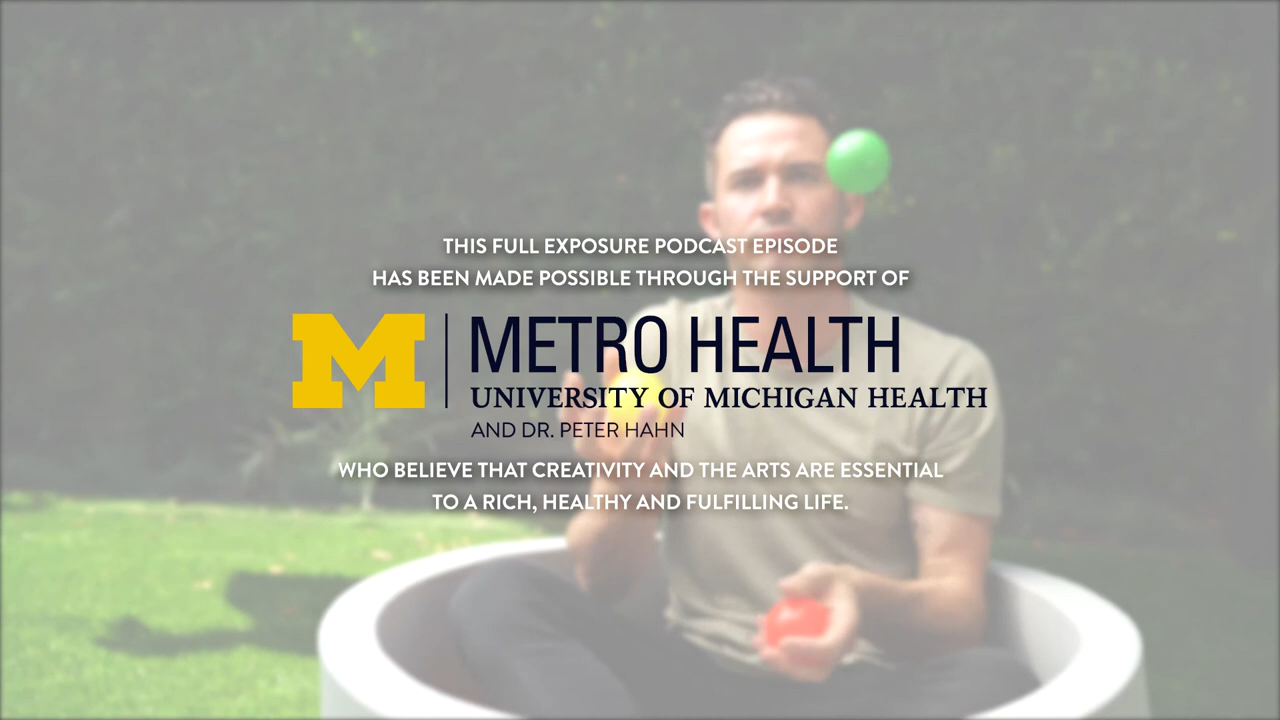 THIS FULL EXPOSURE PODCAST EPISODE
HAS BEEN MADE POSSIBLE THROUGH THE SUPPORT OF
M
METRO HEALTH
UNIVERSITY OF MICHIGAN HEALTH
AND DR. PETER HAHN
WHO BELIEVE THAT CREATIVITY AND THE ARTS ARE ESSENTIAL
TO A RICH, HEALTHY AND FULFILLING LIFE.